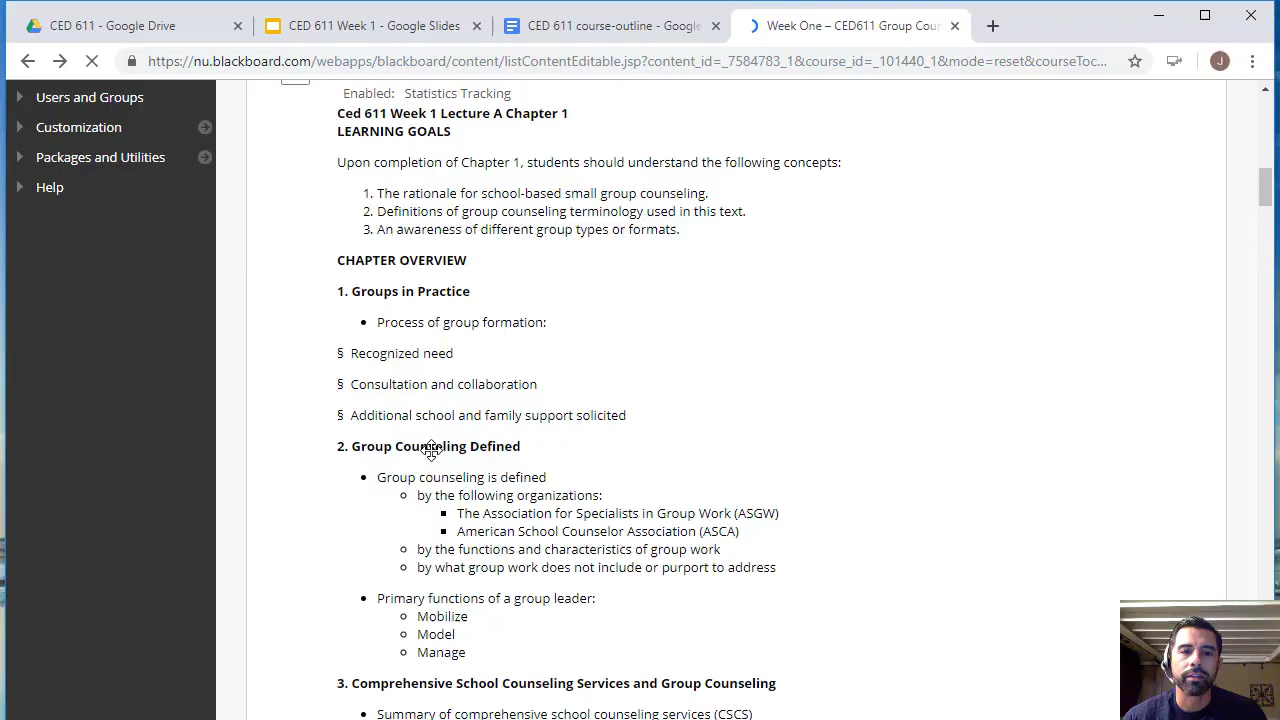 CED 611 - Google Drive
CED 611 Week 1 - Google Slides
CED 611 course-outline - Google
Week One – CED611 Group Cour
https://nu.blackboard.com/webapps/blackboard/content/listContentEditable.jsp?content_id=_7584783_1&course_id=_101440_1&mode=reset&courseToc...
J
Users and Groups
Customization
Packages and Utilities
Help
Enabled: Statistics Tracking
Ced 611 Week 1 Lecture A Chapter 1
LEARNING GOALS
Upon completion of Chapter 1, students should understand the following concepts:
1. The rationale for school-based small group counseling.
2. Definitions of group counseling terminology used in this text.
3. An awareness of different group types or formats.
CHAPTER OVERVIEW
1. Groups in Practice
• Process of group formation:
§ Recognized need
§ Consultation and collaboration
§ Additional school and family support solicited
2. Group Counseling Defined
• Group counseling is defined
○ by the following organizations:
▪ The Association for Specialists in Group Work (ASGW)
▪ American School Counselor Association (ASCA)
○ by the functions and characteristics of group work
○ by what group work does not include or purport to address
• Primary functions of a group leader:
○ Mobilize
○ Model
○ Manage
3. Comprehensive School Counseling Services and Group Counseling
• Summary of comprehensive school counseling services (CSCS)